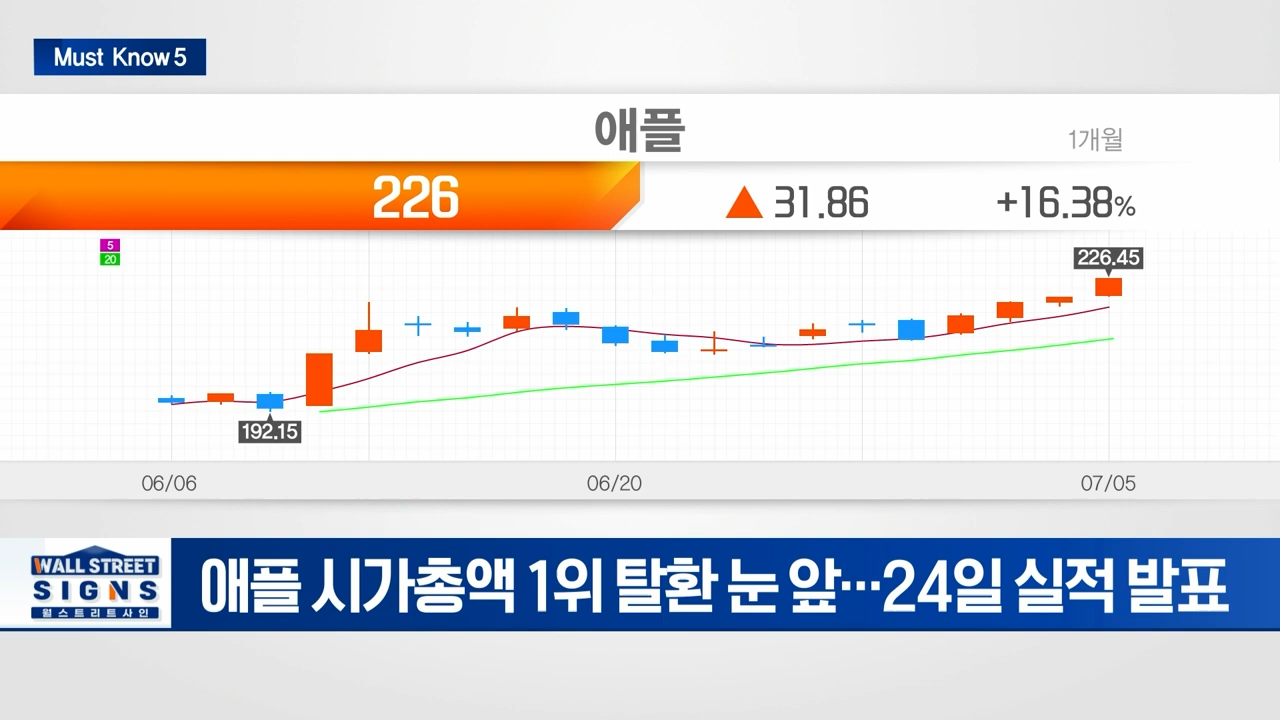 Must Know 5
애플
1개월
226
▲ 31.86
+16.38%
5
20
226.45
192.15
06/06
06/20
07/05
WALL STREET
SIGNS
월스트리트사인
애플 시가총액 1위 탈환 눈 앞…24일 실적 발표